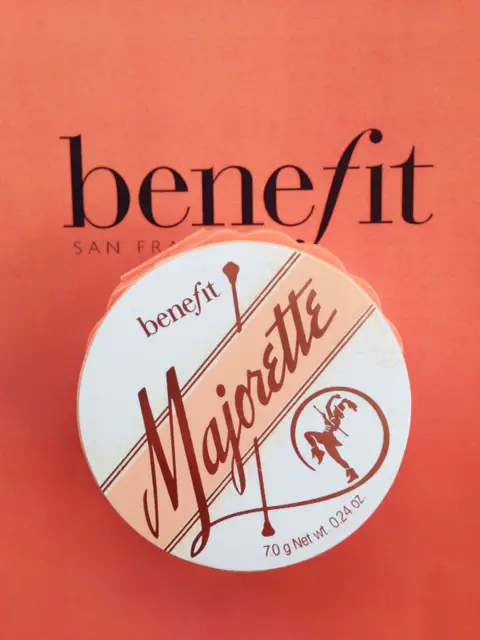 benefit
SAN FRA
benefit
Majorette
7.0 g Net wt. 0.24 oz.